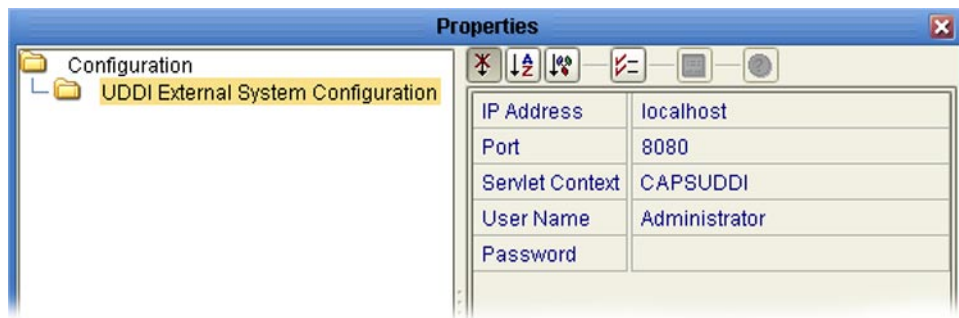 Properties
Configuration
UDDI External System Configuration
IP Address localhost
Port 8080
Servlet Context CAPSUDDI
User Name Administrator
Password